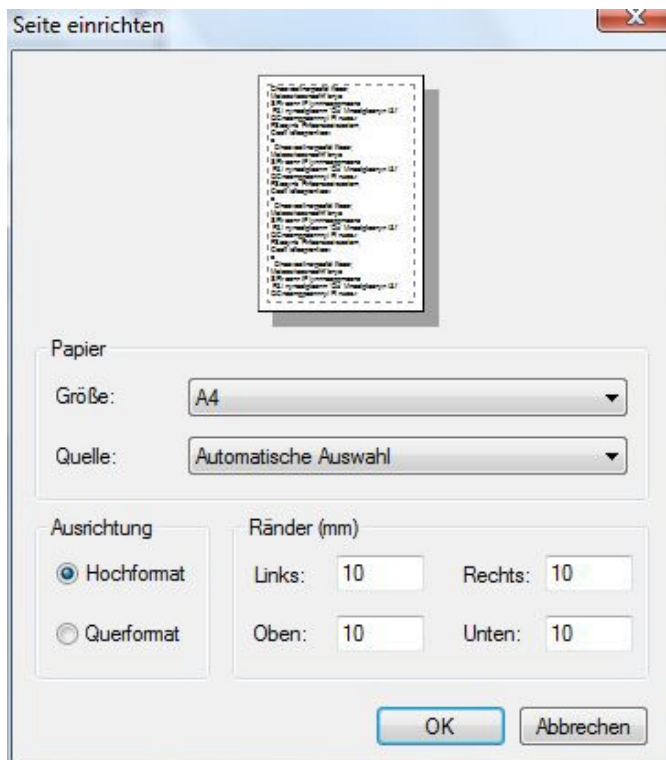 Seite einrichten
Papier
Größe: A4
Quelle: Automatische Auswahl
Ausrichtung
Hochformat
Querformat
Ränder (mm)
Links: 10 Rechts: 10
Oben: 10 Unten: 10
OK Abbrechen